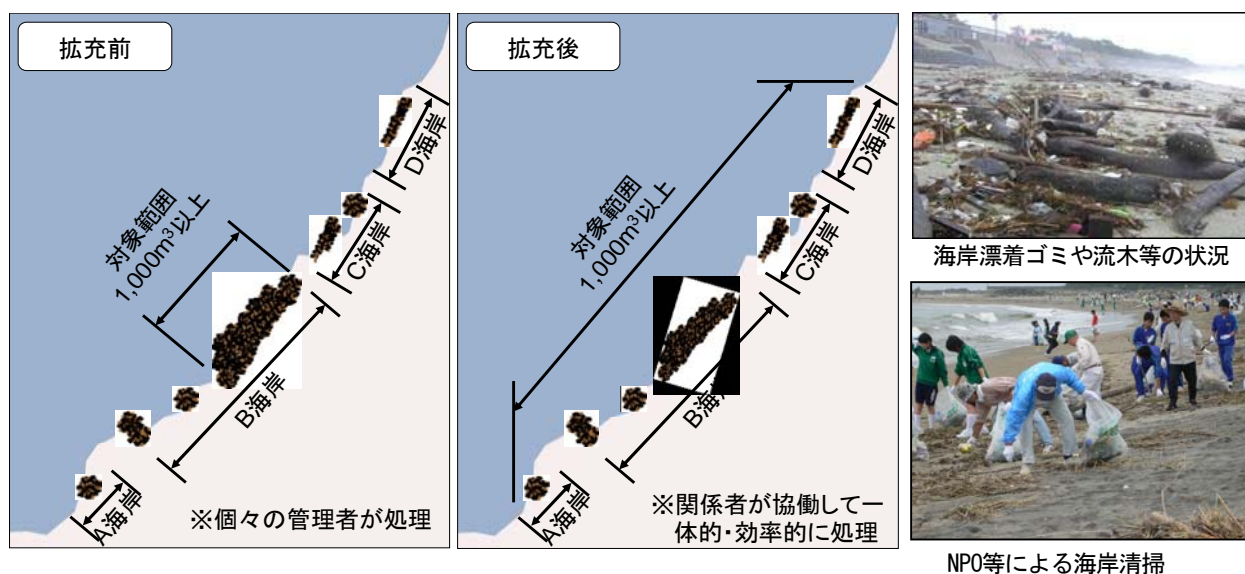 拡充前
対象範囲
1,000m³以上
D海岸
C海岸
B海岸
A海岸
※個々の管理者が処理
拡充後
対象範囲
1,000m³以上
D海岸
C海岸
B海
A海岸
※関係者が協働して一
体的・効率的に処理
海岸漂着ゴミや流木等の状況
NPO等による海岸清掃